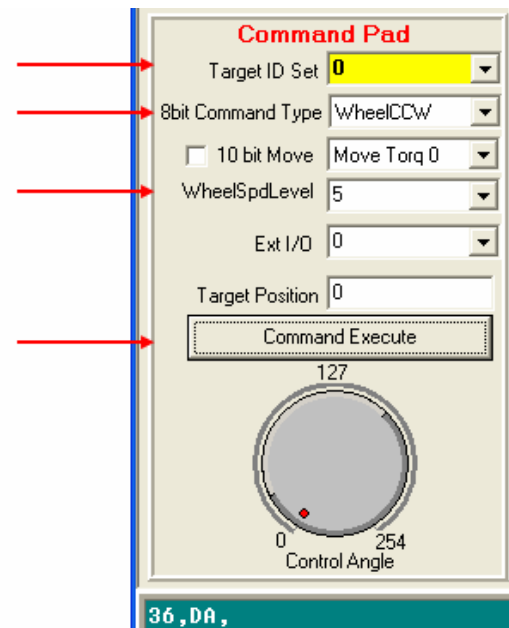 Command Pad
Target ID Set 0
8bit Command Type WheelCCW
10 bit Move Move Torq 0
WheelSpdLevel 5
Ext I/O 0
Target Position 0
Command Execute
127
0 254
Control Angle
36,DA,